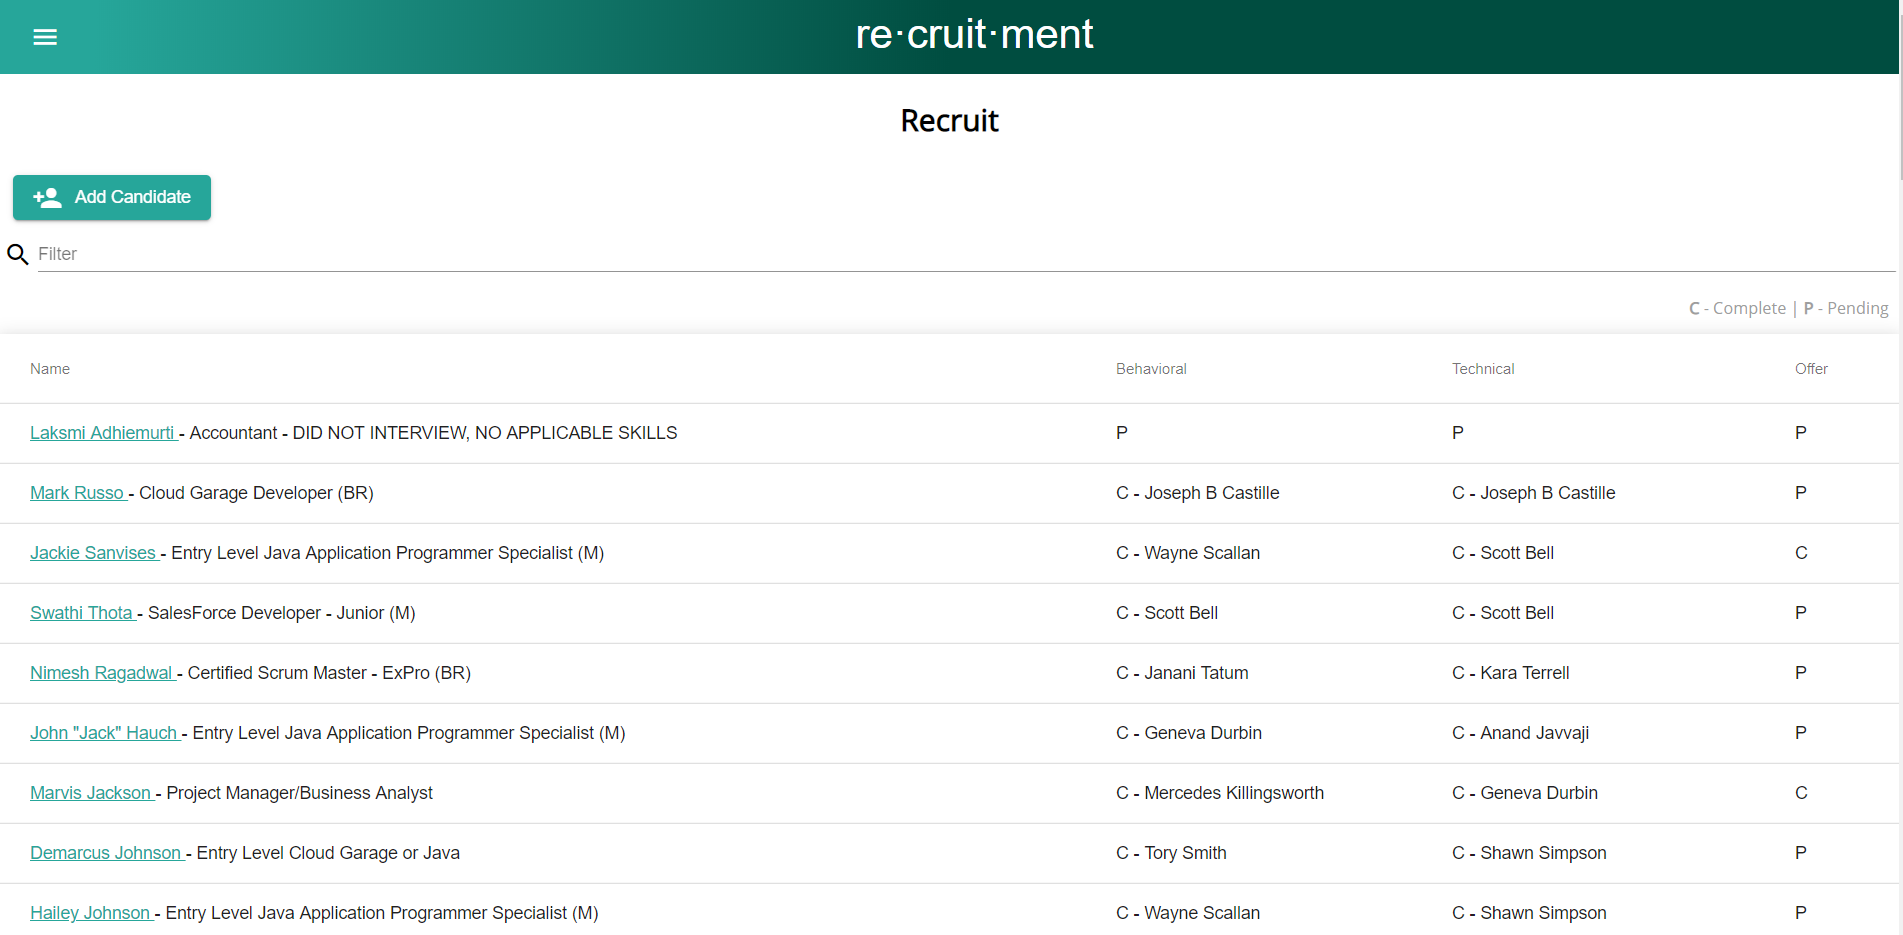 re·cruit·ment
Recruit
Add Candidate
Filter
C - Complete | P - Pending
Name Behavioral Technical Offer
Laksmi Adhiemurti - Accountant - DID NOT INTERVIEW, NO APPLICABLE SKILLS P P P
Mark Russo - Cloud Garage Developer (BR) C - Joseph B Castille C - Joseph B Castille P
Jackie Sanvises - Entry Level Java Application Programmer Specialist (M) C - Wayne Scallan C - Scott Bell C
Swathi Thota - SalesForce Developer - Junior (M) C - Scott Bell C - Scott Bell P
Nimesh Ragadwal - Certified Scrum Master - ExPro (BR) C - Janani Tatum C - Kara Terrell P
John "Jack" Hauch - Entry Level Java Application Programmer Specialist (M) C - Geneva Durbin C - Anand Javvaji P
Marvis Jackson - Project Manager/Business Analyst C - Mercedes Killingsworth C - Geneva Durbin C
Demarcus Johnson - Entry Level Cloud Garage or Java C - Tory Smith C - Shawn Simpson P
Hailey Johnson - Entry Level Java Application Programmer Specialist (M) C - Wayne Scallan C - Shawn Simpson P